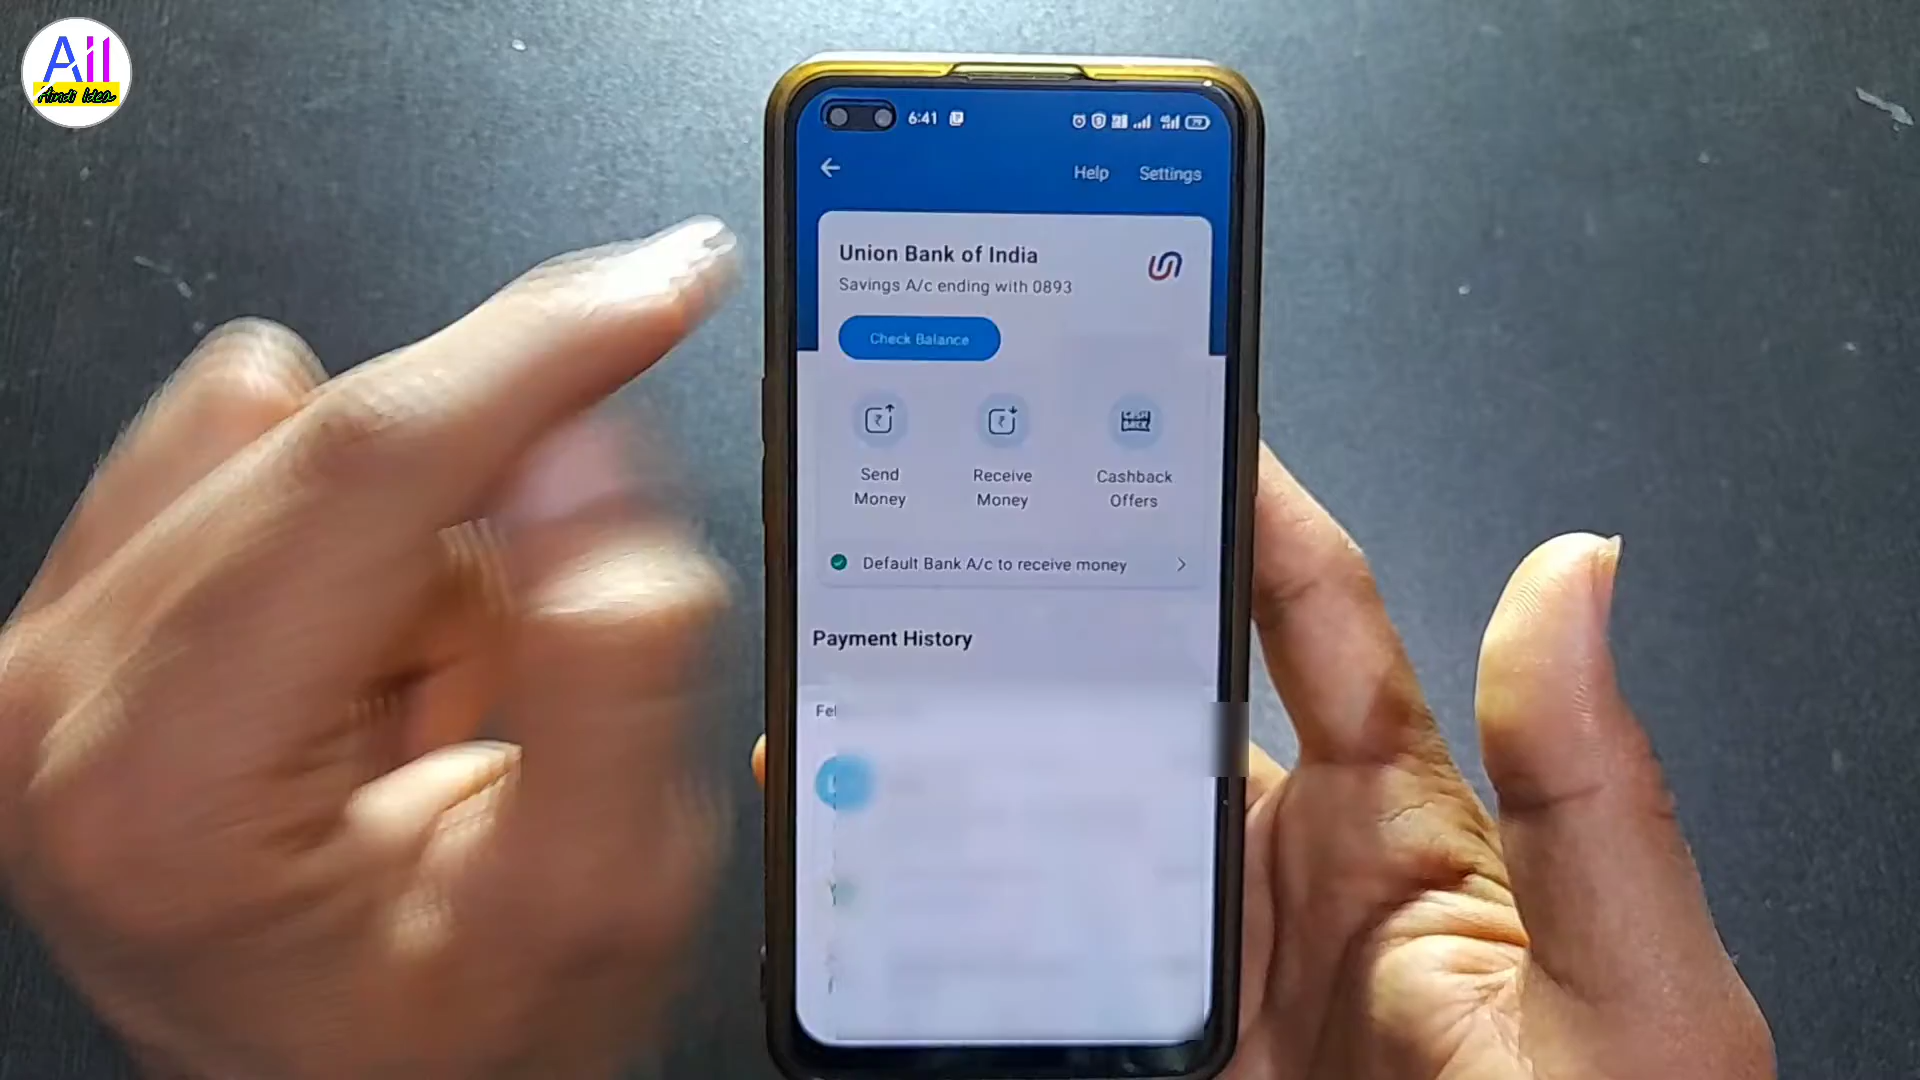 All
Hindi Idea
6:41
Help Settings
Union Bank of India
Savings A/c ending with 0893
Check Balance
Send Money
Receive Money
Cashback Offers
Default Bank A/c to receive money
Payment History